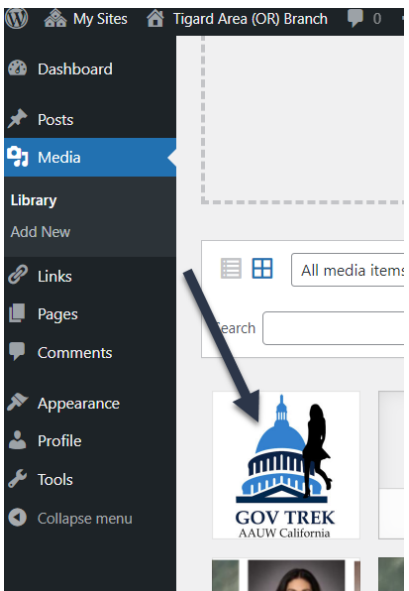 My Sites
Tigard Area (OR) Branch
0
Dashboard
Posts
Media
Library
Add New
Links
Pages
Comments
Appearance
Profile
Tools
Collapse menu
All media items
Search
GOV TREK
AAUW California